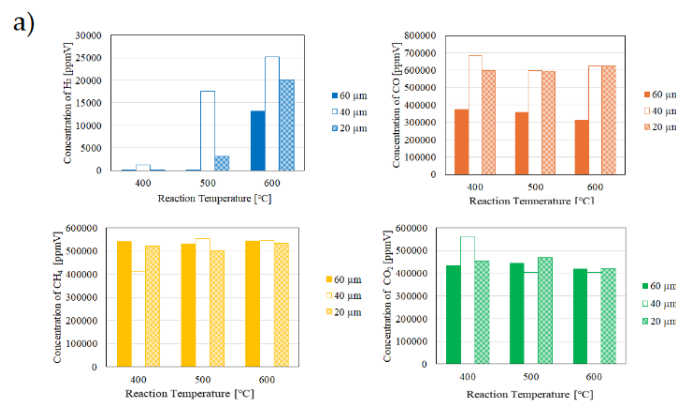 a)
Concentration of H₂ [ppmV]
30000
25000
20000
15000
10000
5000
0
400
500
600
Reaction Temperature [°C]
60 µm
40 µm
20 µm
Concentration of CO [ppmV]
800000
700000
600000
500000
400000
300000
200000
100000
0
400
500
600
Reaction Temperature [°C]
60 µm
40 µm
20 µm
Concentration of CH₄ [ppmV]
600000
500000
400000
300000
200000
100000
0
400
500
600
Reaction Temperature [°C]
60 µm
40 µm
20 µm
Concentration of CO₂ [ppmV]
600000
500000
400000
300000
200000
100000
0
400
500
600
Reaction Temperature [°C]
60 µm
40 µm
20 µm